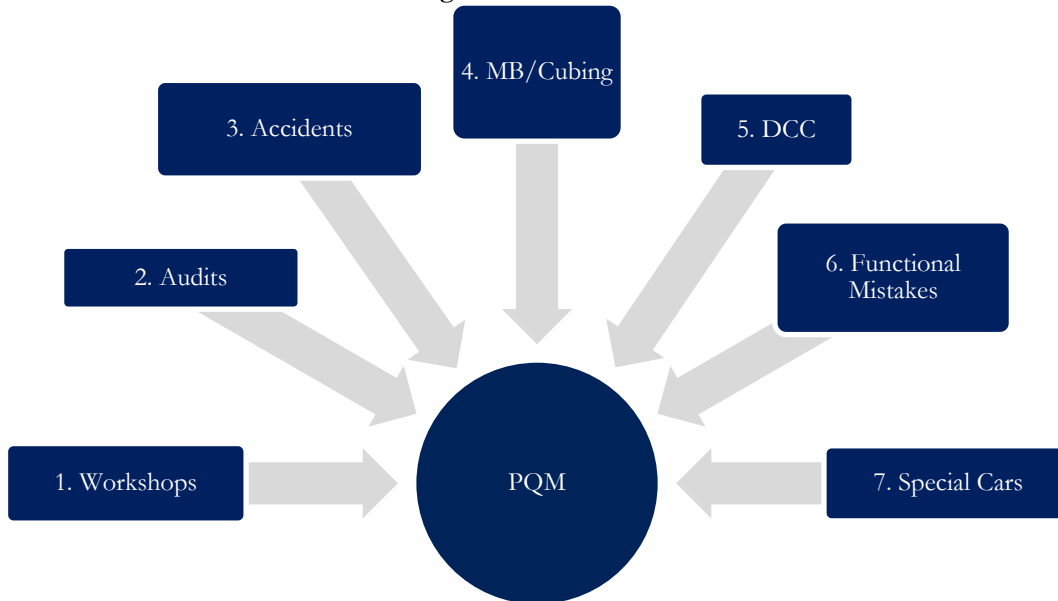 4. MB/Cubing
3. Accidents
5. DCC
6. Functional
Mistakes
2. Audits
1. Workshops
PQM
7. Special Cars